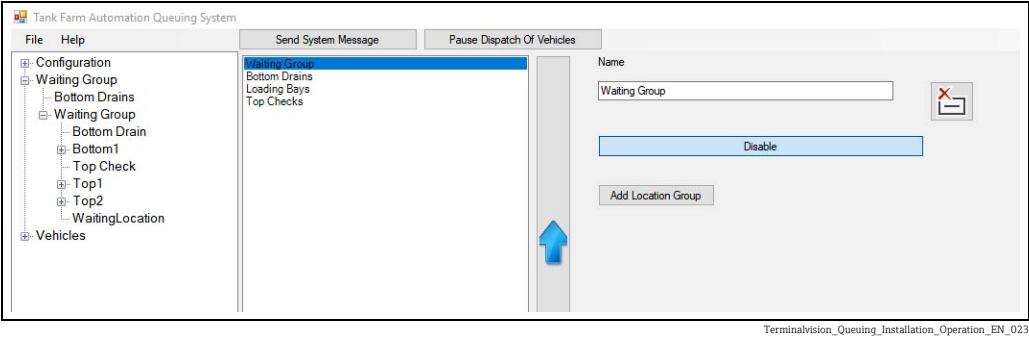 Tank Farm Automation Queuing System
File Help Send System Message Pause Dispatch Of Vehicles
Configuration
Waiting Group
Bottom Drains
Waiting Group
Bottom Drain
Bottom1
Top Check
Top1
Top2
WaitingLocation
Vehicles
Waiting Group
Bottom Drains
Loading Bays
Top Checks
Name
Waiting Group
Disable
Add Location Group
Terminalvision_Queuing_Installation_Operation_EN_023